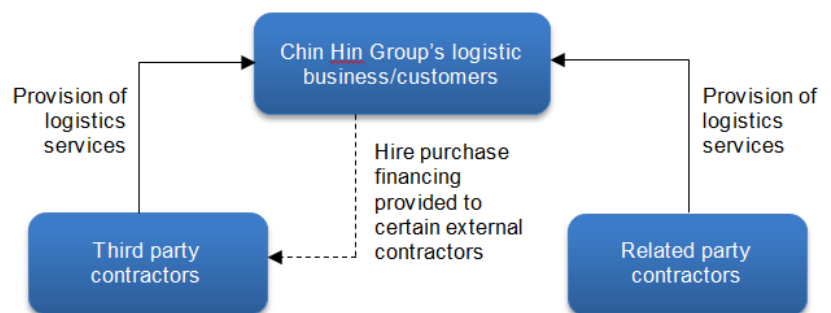 Chin Hin Group's logistic
business/customers
Provision of
logistics
services
Provision of
logistics
services
Hire purchase
financing
provided to
certain external
contractors
Third party
contractors
Related party
contractors